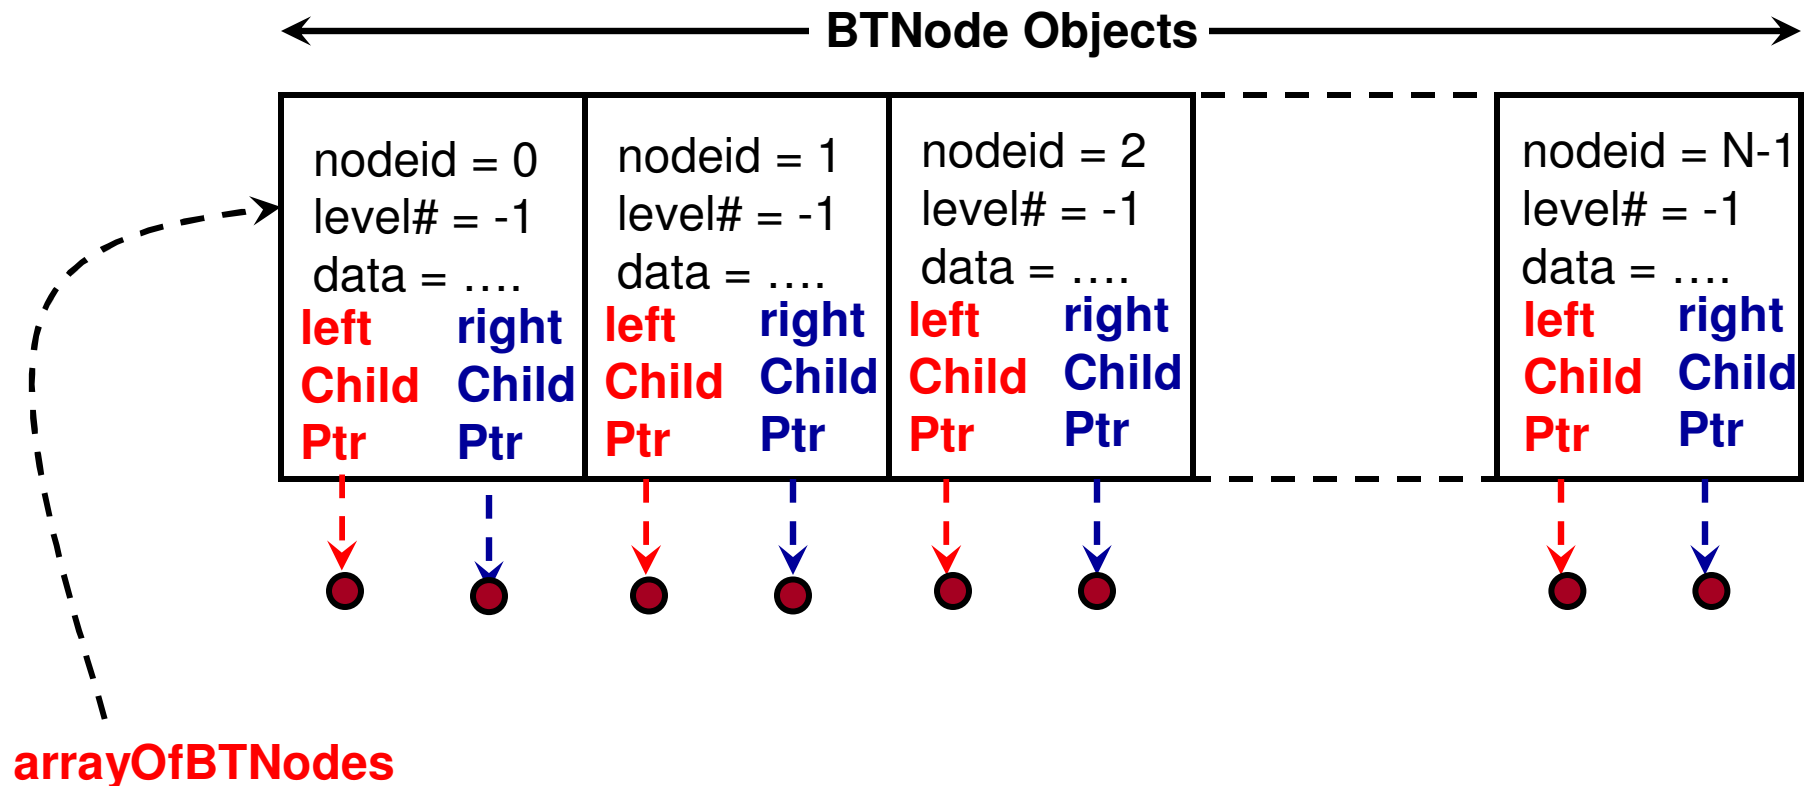 BTNode Objects
nodeid = 0
level# = -1
data = ....
left
Child
Ptr
right
Child
Ptr
nodeid = 1
level# = -1
data = ....
left
Child
Ptr
right
Child
Ptr
nodeid = 2
level# = -1
data = ....
left
Child
Ptr
right
Child
Ptr
nodeid = N-1
level# = -1
data = ....
left
Child
Ptr
right
Child
Ptr
arrayOfBTNodes